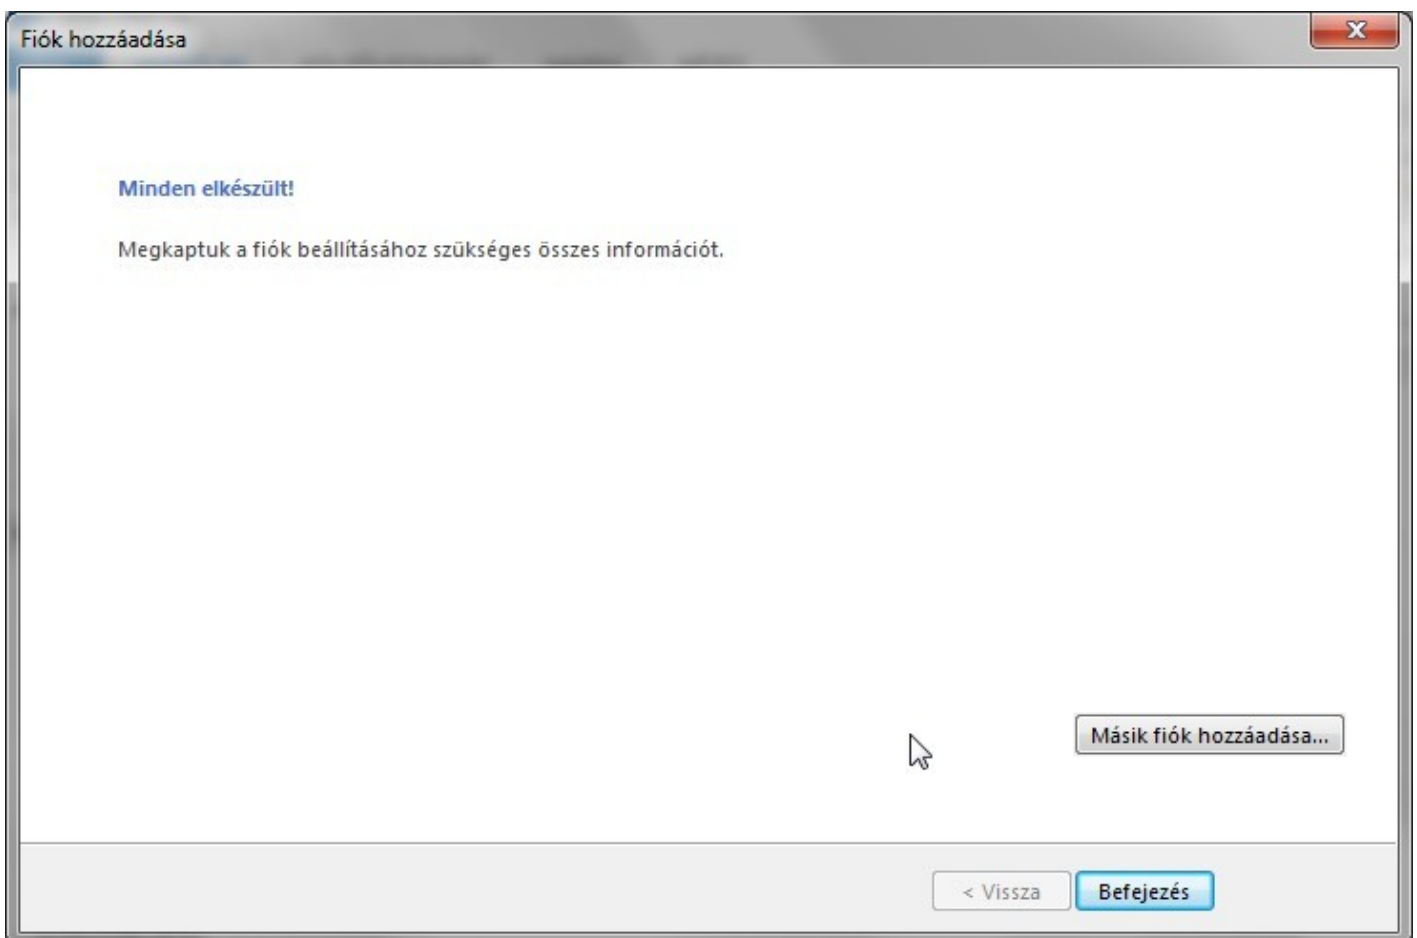 Fiók hozzáadása
Minden elkészült!
Megkaptuk a fiók beállításához szükséges összes információt.
Másik fiók hozzáadása...
< Vissza
Befejezés